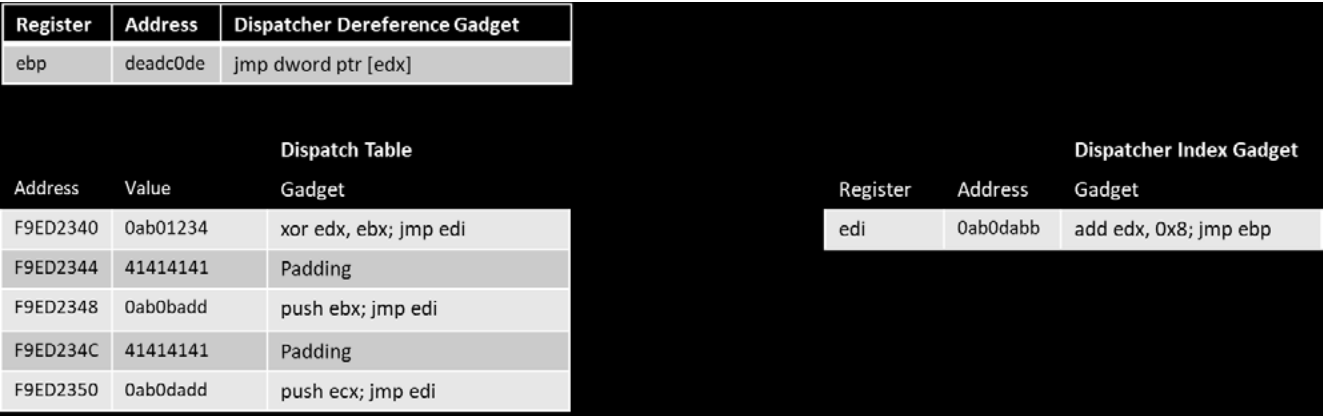 Register Address Dispatcher Dereference Gadget
ebp deadc0de jmp dword ptr [edx]
Dispatch Table
Address Value Gadget
F9ED2340 0ab01234 xor edx, ebx; jmp edi
F9ED2344 41414141 Padding
F9ED2348 0ab0badd push ebx; jmp edi
F9ED234C 41414141 Padding
F9ED2350 0ab0dadd push ecx; jmp edi
Dispatcher Index Gadget
Register Address Gadget
edi 0ab0dabb add edx, 0x8; jmp ebp